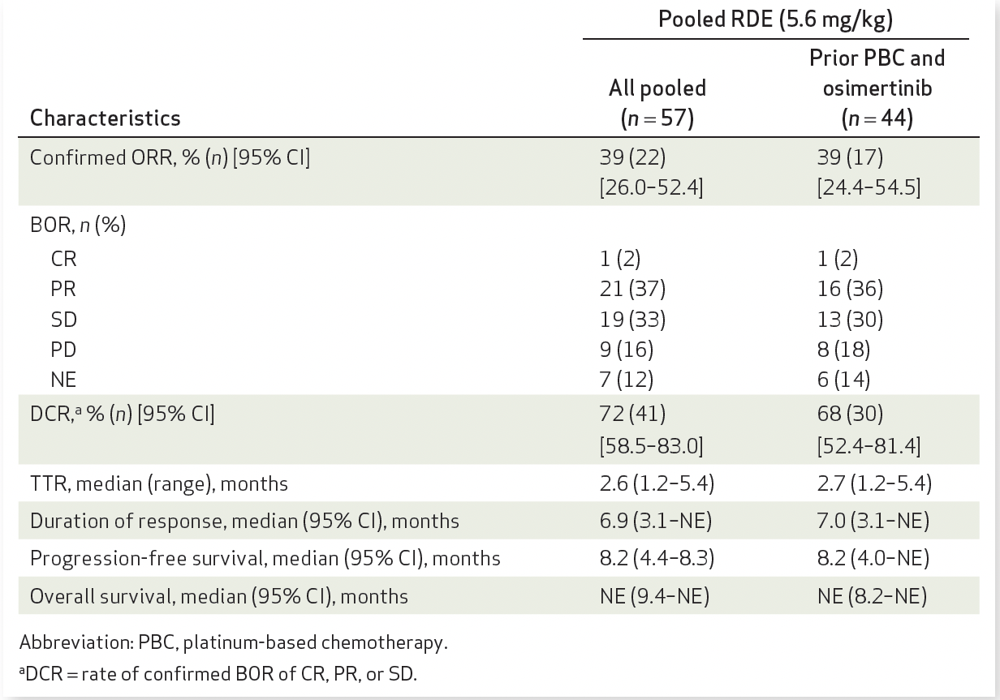 Pooled RDE (5.6 mg/kg)
Prior PBC and
All pooled osimertinib
Characteristics (n = 57) (n = 44)
Confirmed ORR, % (n) [95% CI] 39 (22) 39 (17)
[26.0–52.4] [24.4–54.5]
BOR, n (%)
CR 1 (2) 1 (2)
PR 21 (37) 16 (36)
SD 19 (33) 13 (30)
PD 9 (16) 8 (18)
NE 7 (12) 6 (14)
DCR,ᵃ % (n) [95% CI] 72 (41) 68 (30)
[58.5–83.0] [52.4–81.4]
TTR, median (range), months 2.6 (1.2–5.4) 2.7 (1.2–5.4)
Duration of response, median (95% CI), months 6.9 (3.1–NE) 7.0 (3.1–NE)
Progression-free survival, median (95% CI), months 8.2 (4.4–8.3) 8.2 (4.0–NE)
Overall survival, median (95% CI), months NE (9.4–NE) NE (8.2–NE)
Abbreviation: PBC, platinum-based chemotherapy.
ᵃDCR = rate of confirmed BOR of CR, PR, or SD.